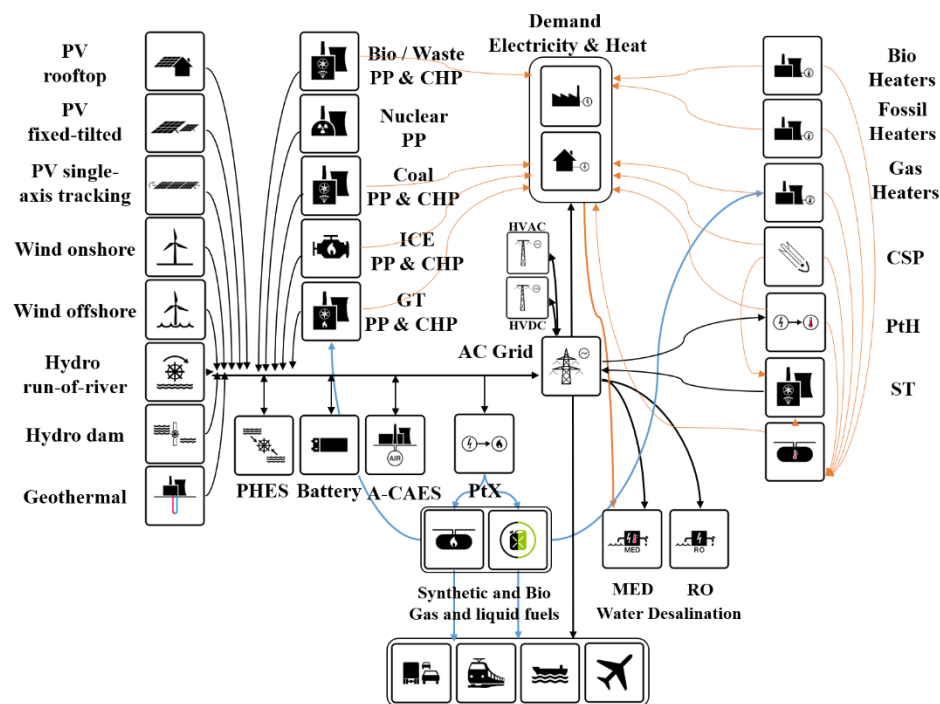 Demand
Electricity & Heat
PV
rooftop
Bio / Waste
PP & CHP
Bio
Heaters
PV
fixed-tilted
Nuclear
PP
Fossil
Heaters
PV single-
axis tracking
Coal
PP & CHP
Gas
Heaters
Wind onshore
ICE
PP & CHP
HVAC
CSP
Wind offshore
GT
PP & CHP
HVDC
PtH
AC Grid
Hydro
run-of-river
ST
Hydro dam
AIR
PHES
Battery
A-CAES
PtX
Geothermal
MED
RO
MED
RO
Water Desalination
Synthetic and Bio
Gas and liquid fuels